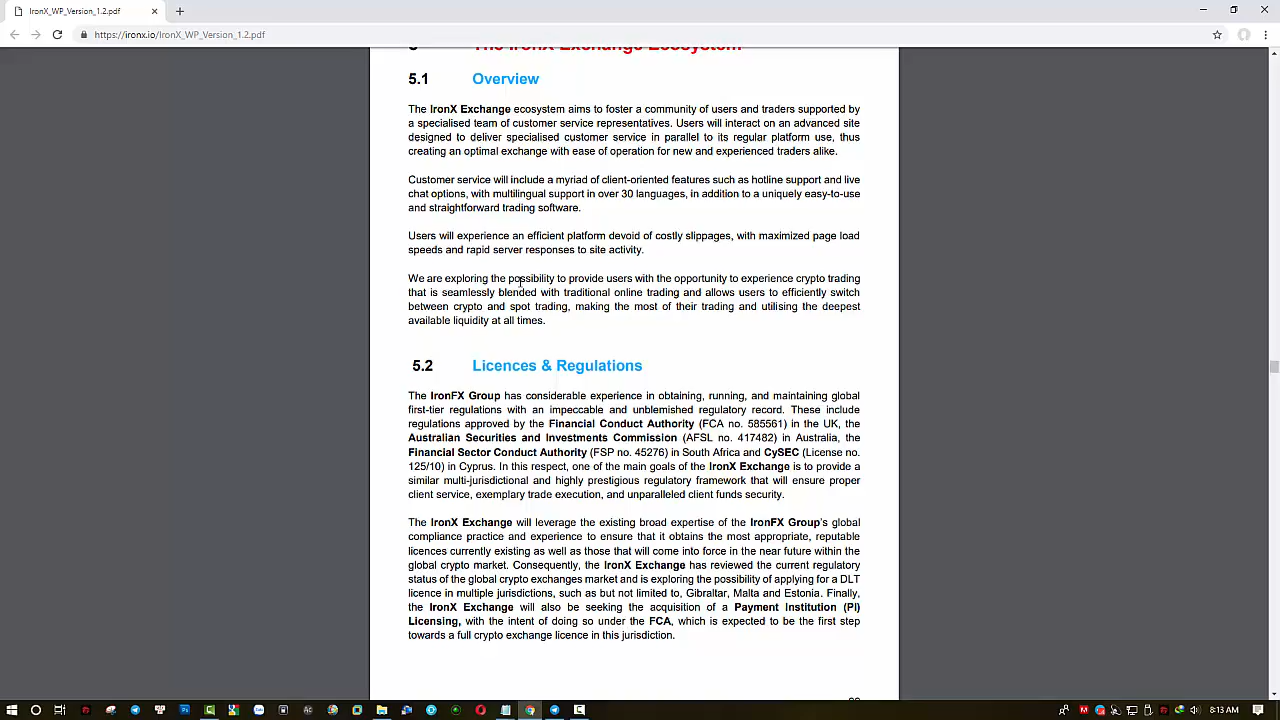 IronX_WP_Version_1.2.pdf
https://ironx.io/IronX_WP_Version_1.2.pdf
The IronX Exchange Ecosystem
5.1 Overview
The IronX Exchange ecosystem aims to foster a community of users and traders supported by
a specialised team of customer service representatives. Users will interact on an advanced site
designed to deliver specialised customer service in parallel to its regular platform use, thus
creating an optimal exchange with ease of operation for new and experienced traders alike.
Customer service will include a myriad of client-oriented features such as hotline support and live
chat options, with multilingual support in over 30 languages, in addition to a uniquely easy-to-use
and straightforward trading software.
Users will experience an efficient platform devoid of costly slippages, with maximized page load
speeds and rapid server responses to site activity.
We are exploring the possibility to provide users with the opportunity to experience crypto trading
that is seamlessly blended with traditional online trading and allows users to efficiently switch
between crypto and spot trading, making the most of their trading and utilising the deepest
available liquidity at all times.
5.2 Licences & Regulations
The IronFX Group has considerable experience in obtaining, running, and maintaining global
first-tier regulations with an impeccable and unblemished regulatory record. These include
regulations approved by the Financial Conduct Authority (FCA no. 585561) in the UK, the
Australian Securities and Investments Commission (AFSL no. 417482) in Australia, the
Financial Sector Conduct Authority (FSP no. 45276) in South Africa and CySEC (License no.
125/10) in Cyprus. In this respect, one of the main goals of the IronX Exchange is to provide a
similar multi-jurisdictional and highly prestigious regulatory framework that will ensure proper
client service, exemplary trade execution, and unparalleled client funds security.
The IronX Exchange will leverage the existing broad expertise of the IronFX Group's global
compliance practice and experience to ensure that it obtains the most appropriate, reputable
licences currently existing as well as those that will come into force in the near future within the
global crypto market. Consequently, the IronX Exchange has reviewed the current regulatory
status of the global crypto exchanges market and is exploring the possibility of applying for a DLT
licence in multiple jurisdictions, such as but not limited to, Gibraltar, Malta and Estonia. Finally,
the IronX Exchange will also be seeking the acquisition of a Payment Institution (PI)
Licensing, with the intent of doing so under the FCA, which is expected to be the first step
towards a full crypto exchange licence in this jurisdiction.
8:13 AM